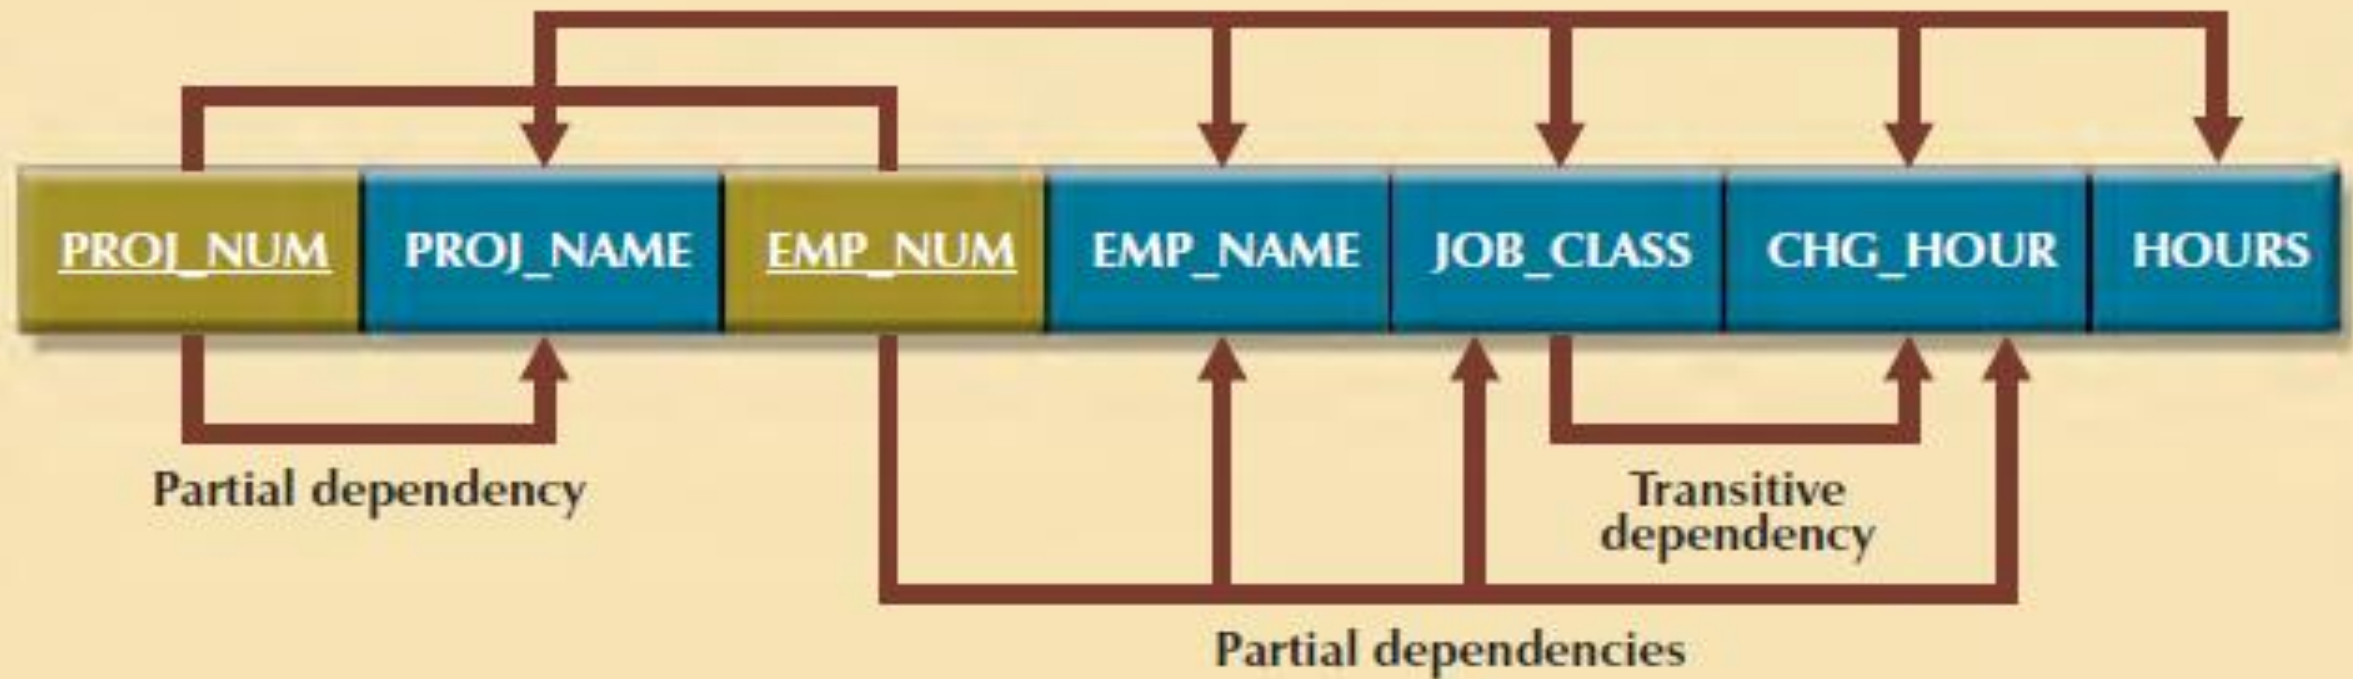 PROJ_NUM PROJ_NAME EMP_NUM EMP_NAME JOB_CLASS CHG_HOUR HOURS
Partial dependency
Transitive
dependency
Partial dependencies